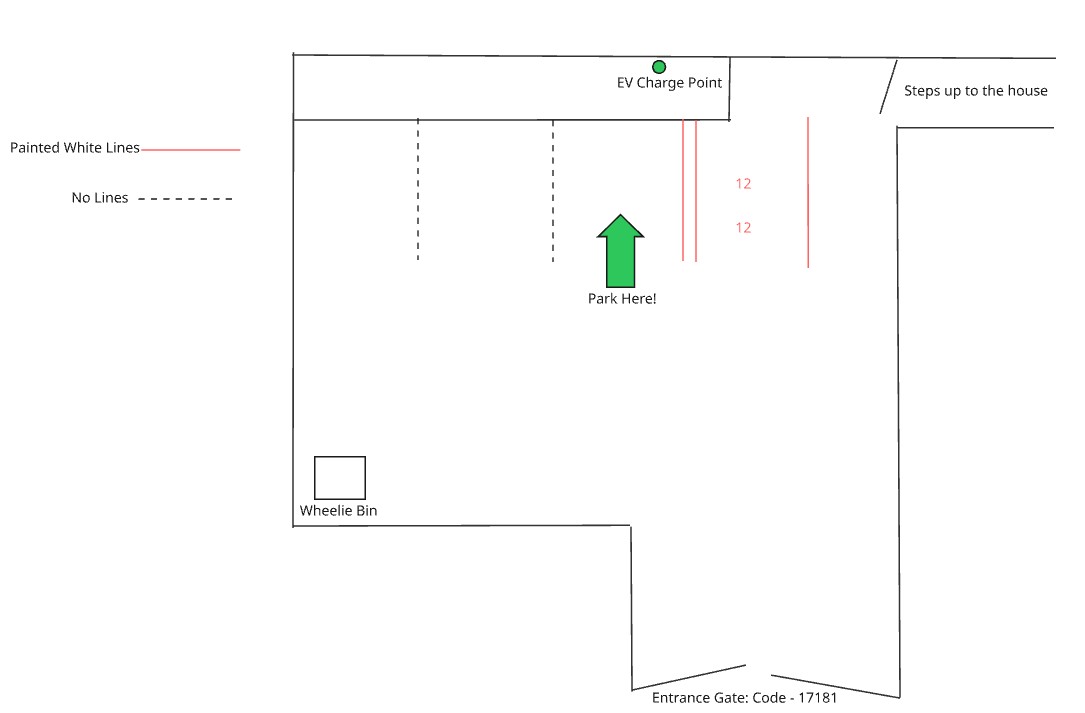 EV Charge Point
Steps up to the house
Painted White Lines
12
No Lines
12
Park Here!
Wheelie Bin
Entrance Gate: Code - 17181